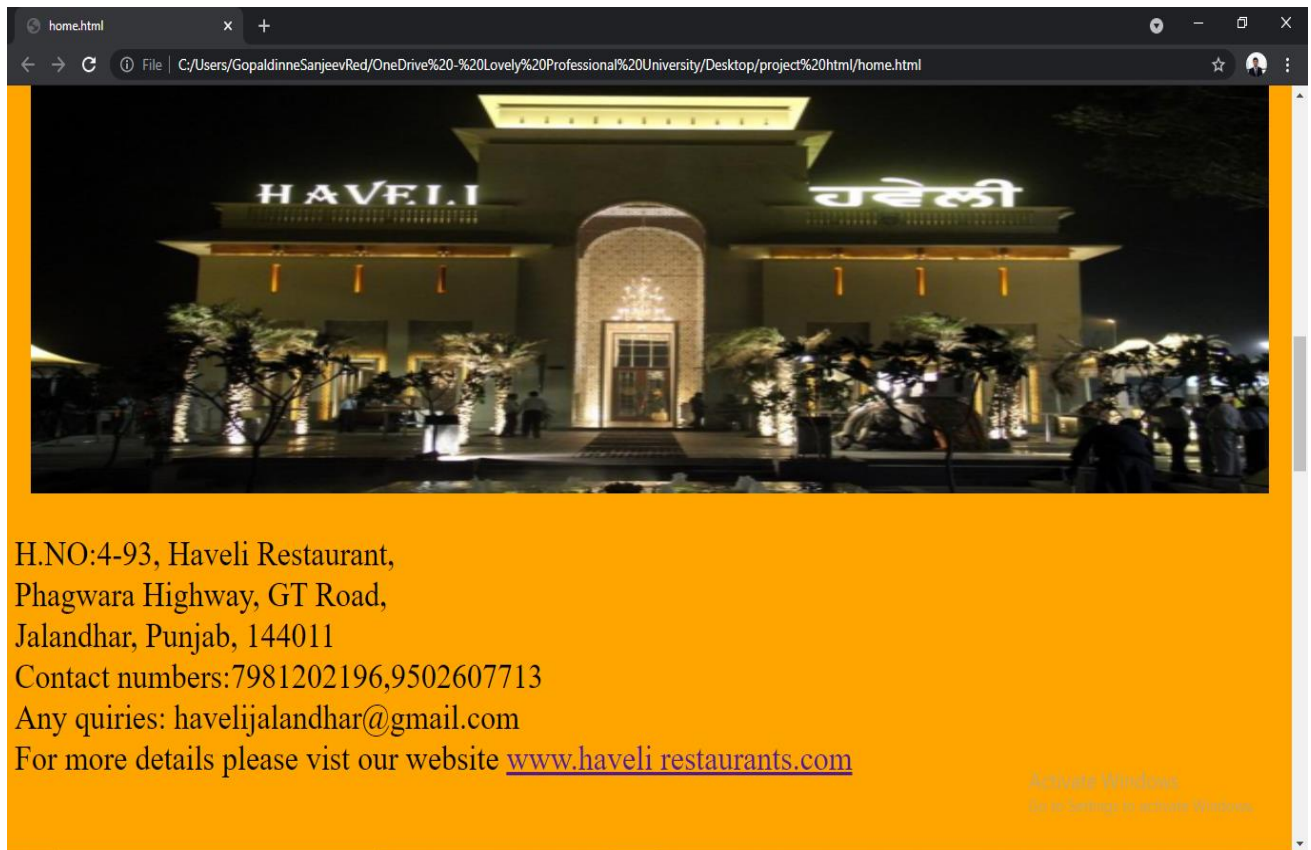 home.html
File | C:/Users/GopaldinneSanjeevRed/OneDrive%20-%20Lovely%20Professional%20University/Desktop/project%20html/home.html
HAVELI ਹਵੇਲੀ
H.NO:4-93, Haveli Restaurant,
Phagwara Highway, GT Road,
Jalandhar, Punjab, 144011
Contact numbers:7981202196,9502607713
Any quiries: havelijalandhar@gmail.com
For more details please vist our website www.haveli restaurants.com
Activate Windows
Go to Settings to activate Windows.